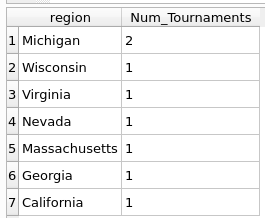 region Num_Tournaments
1 Michigan 2
2 Wisconsin 1
3 Virginia 1
4 Nevada 1
5 Massachusetts 1
6 Georgia 1
7 California 1